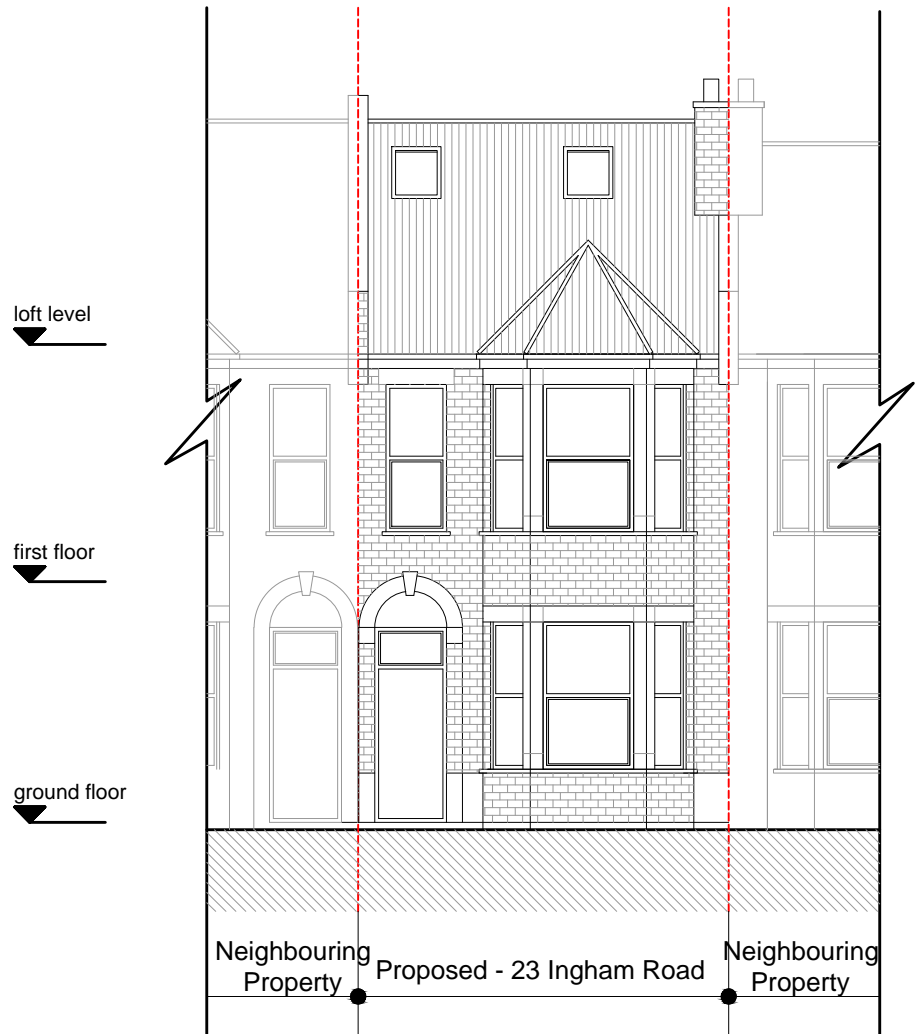 loft level
first floor
ground floor
Neighbouring
Property
Proposed - 23 Ingham Road
Neighbouring
Property